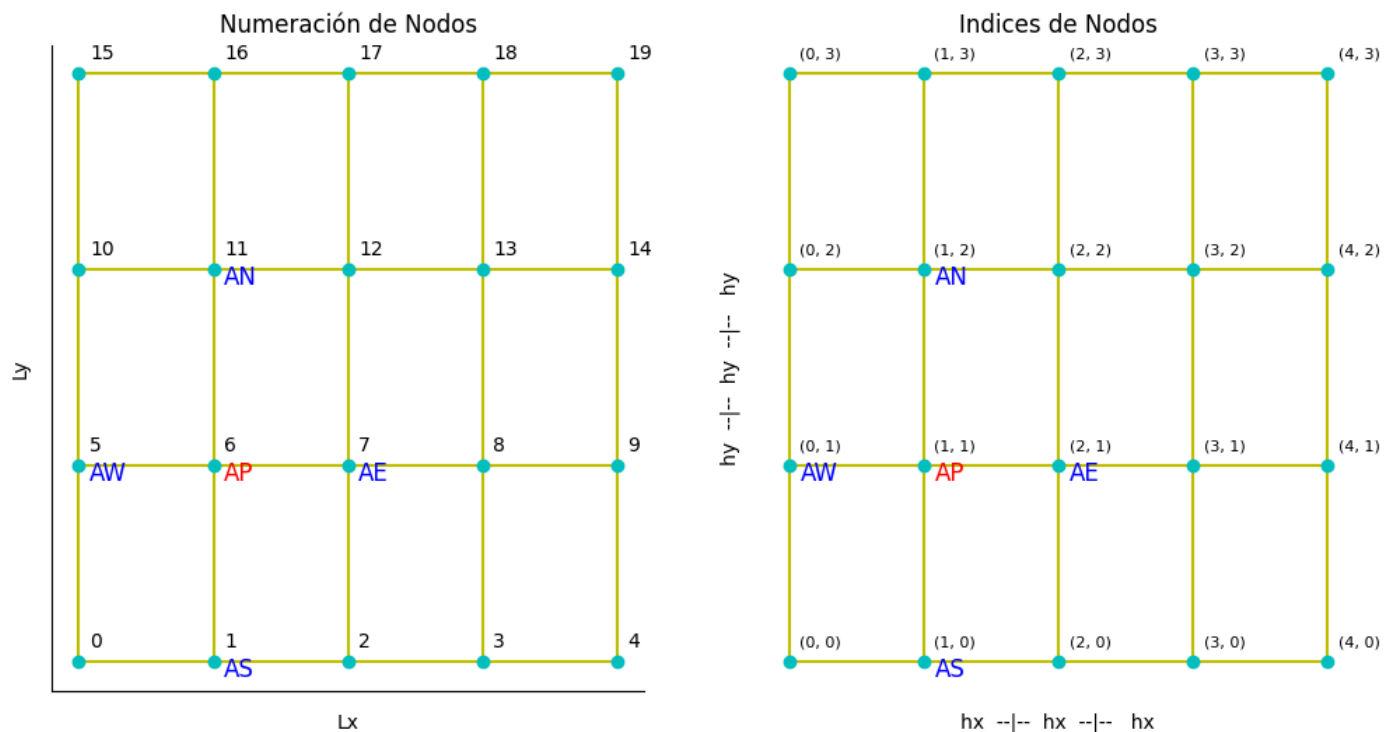 Numeración de Nodos
15 16 17 18 19
10 11 12 13 14
AN
Ly
5 6 7 8 9
AW AP AE
0 1 2 3 4
AS
Lx
Indices de Nodos
(0, 3) (1, 3) (2, 3) (3, 3) (4, 3)
(0, 2) (1, 2) (2, 2) (3, 2) (4, 2)
AN
hy --|-- hy --|-- hy
(0, 1) (1, 1) (2, 1) (3, 1) (4, 1)
AW AP AE
(0, 0) (1, 0) (2, 0) (3, 0) (4, 0)
AS
hx --|-- hx --|-- hx